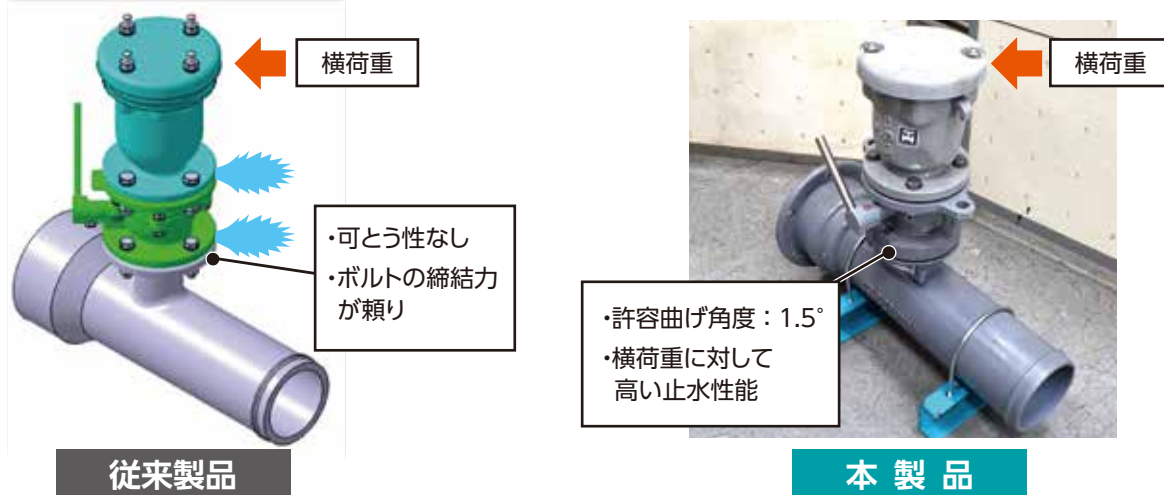 横荷重
・可とう性なし
・ボルトの締結力
が頼り
従来製品
横荷重
・許容曲げ角度：1.5°
・横荷重に対して
高い止水性能
本製品